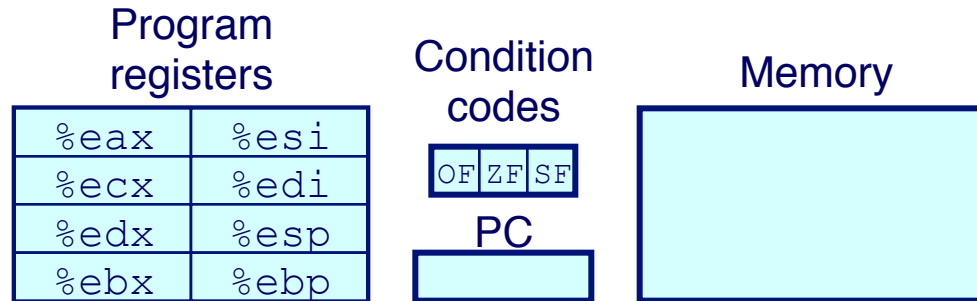 Program
registers
%eax %esi
%ecx %edi
%edx %esp
%ebx %ebp
Condition
codes
OF ZF SF
PC
Memory